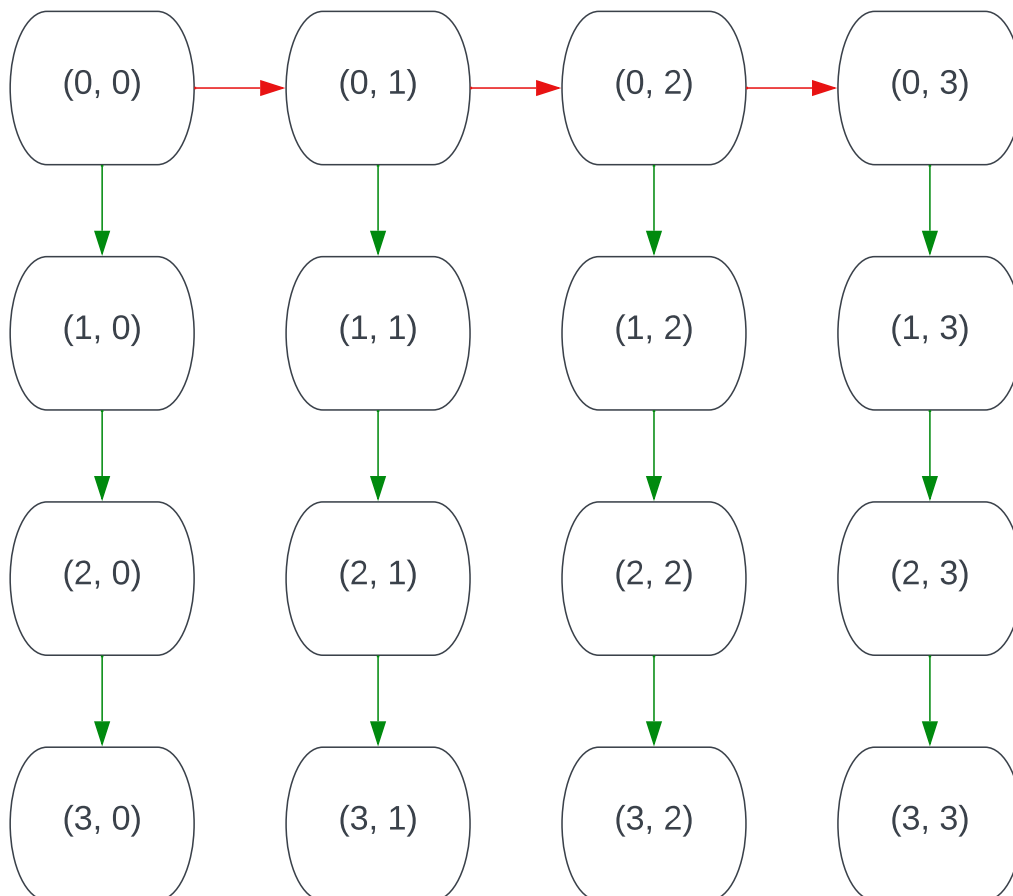 (0, 0) (0, 1) (0, 2) (0, 3)
(1, 0) (1, 1) (1, 2) (1, 3)
(2, 0) (2, 1) (2, 2) (2, 3)
(3, 0) (3, 1) (3, 2) (3, 3)